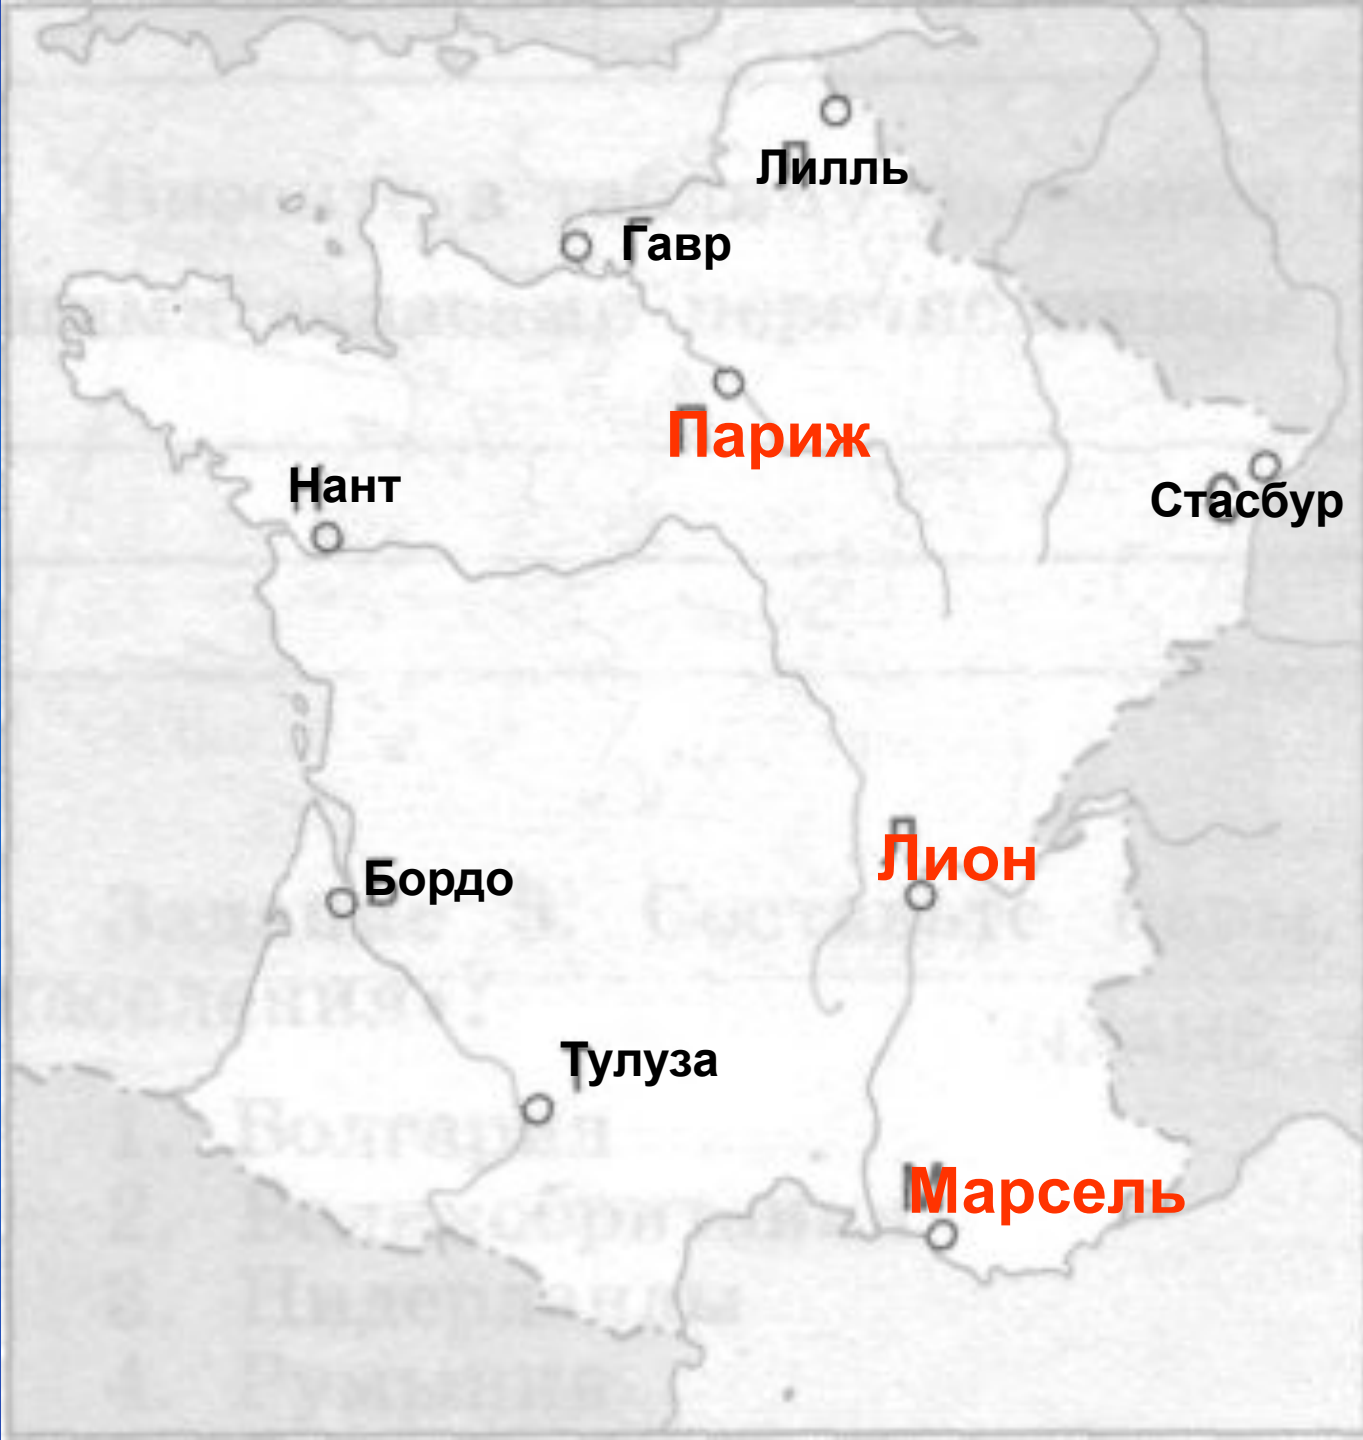 Лилль
Гавр
Париж
Нант
Стасбур
Лион
Бордо
Тулуза
Марсель